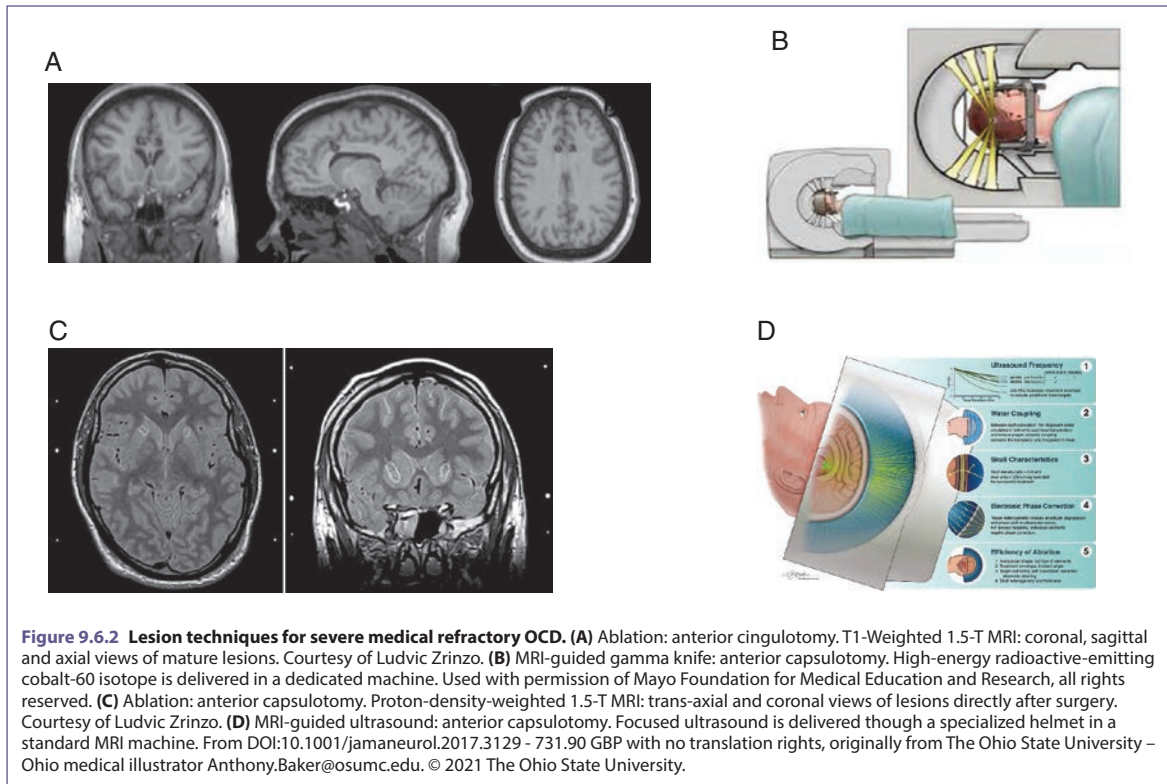 A
B
C
D
Ultrasound Frequency
1
Water Coupling
2
Skull Characteristics
3
Electronic Phase Correction
4
Efficiency of Ablation
5
Figure 9.6.2 Lesion techniques for severe medical refractory OCD. (A) Ablation: anterior cingulotomy. T1-Weighted 1.5-T MRI: coronal, sagittal
and axial views of mature lesions. Courtesy of Ludvic Zrinzo. (B) MRI-guided gamma knife: anterior capsulotomy. High-energy radioactive-emitting
cobalt-60 isotope is delivered in a dedicated machine. Used with permission of Mayo Foundation for Medical Education and Research, all rights
reserved. (C) Ablation: anterior capsulotomy. Proton-density-weighted 1.5-T MRI: trans-axial and coronal views of lesions directly after surgery.
Courtesy of Ludvic Zrinzo. (D) MRI-guided ultrasound: anterior capsulotomy. Focused ultrasound is delivered though a specialized helmet in a
standard MRI machine. From DOI:10.1001/jamaneurol.2017.3129 - 731.90 GBP with no translation rights, originally from The Ohio State University –
Ohio medical illustrator Anthony.Baker@osumc.edu. © 2021 The Ohio State University.